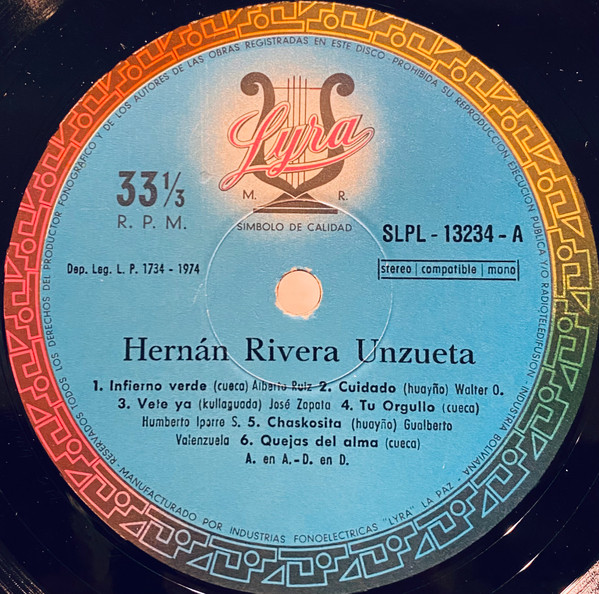 RESERVADOS TODOS LOS DERECHOS DEL PRODUCTOR FONOGRAFICO Y DE LOS AUTORES DE LAS OBRAS REGISTRADAS EN ESTE DISCO - PROHIBIDA SU REPRODUCCION, EJECUCION PUBLICA Y/O RADIOTELEDIFUSION - INDUSTRIA BOLIVIANA -
Lyra
M. R.
SIMBOLO DE CALIDAD
33⅓
R. P. M.
SLPL - 13234 - A
Dep. Leg. L. P. 1734 - 1974
stereo | compatible | mono
Hernán Rivera Unzueta
1. Infierno verde (cueca) Alberto Ruiz 2. Cuidado (huayño) Walter O.
3. Vete ya (kullaguada) José Zapata 4. Tu Orgullo (cueca)
Humberto Iporre S. 5. Chaskosita (huayño) Gualberto
Valenzuela 6. Quejas del alma (cueca)
A. en A.-D. en D.
MANUFACTURADO POR INDUSTRIAS FONOELECTRICAS "LYRA" LA PAZ -